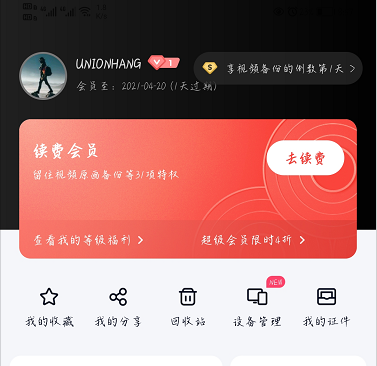 UNIONHANG V1
享视频备份的倒数第1天 >
会员至：2021-04-20 (1天过期)
续费会员
去续费
留住视频原画备份等31项特权
查看我的等级福利 >
超级会员限时4折 >
NEW
我的收藏 我的分享 回收站 设备管理 我的证件